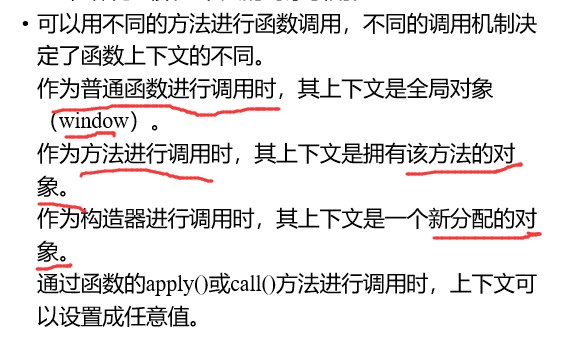 • 可以用不同的方法进行函数调用，不同的调用机制决
定了函数上下文的不同。
作为普通函数进行调用时，其上下文是全局对象
（window）。
作为方法进行调用时，其上下文是拥有该方法的对
象。
作为构造器进行调用时，其上下文是一个新分配的对
象。
通过函数的apply()或call()方法进行调用时，上下文可
以设置成任意值。